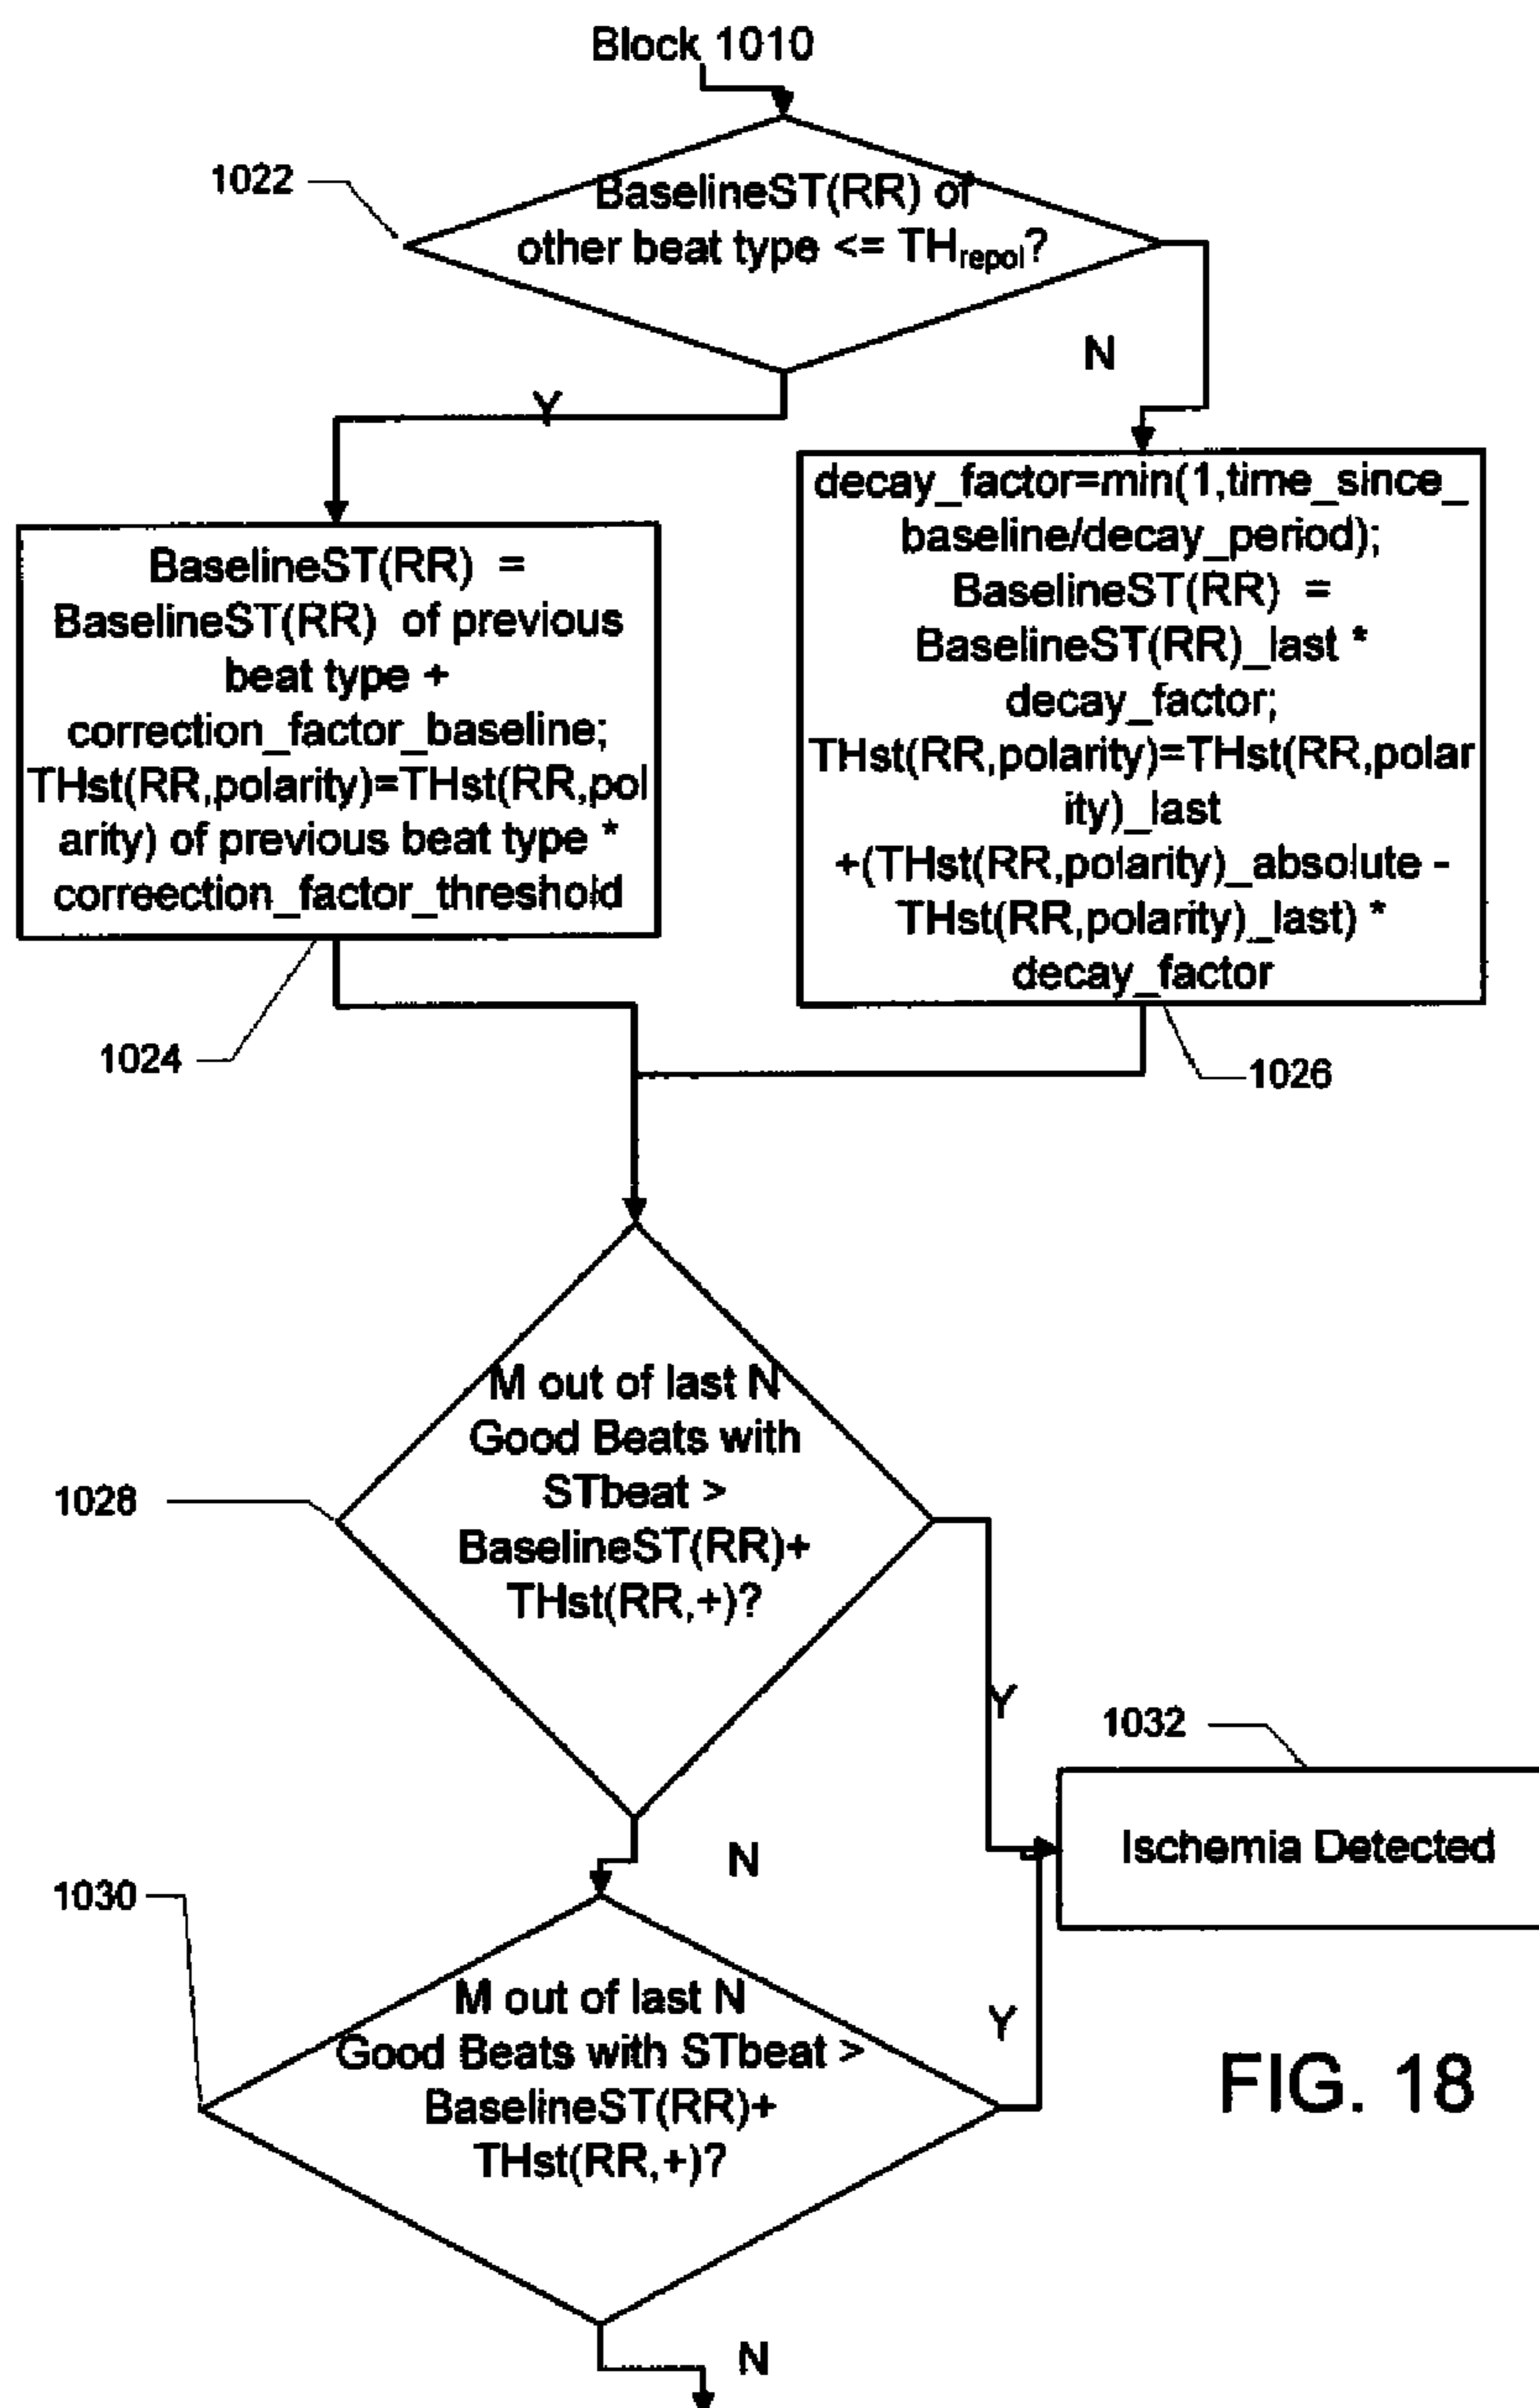 Block 1010
1022
BaselineST(RR) of
other beat type <= THrepol?
N
Y
decay_factor=min(1,time_since_
baseline/decay_period);
BaselineST(RR) =
BaselineST(RR)_last *
decay_factor;
THst(RR,polarity)=THst(RR,polar
ity)_last
+(THst(RR,polarity)_absolute -
THst(RR,polarity)_last) *
decay_factor
BaselineST(RR) =
BaselineST(RR) of previous
beat type +
correction_factor_baseline;
THst(RR,polarity)=THst(RR,pol
arity) of previous beat type *
correection_factor_threshold
1024
1026
M out of last N
Good Beats with
STbeat >
BaselineST(RR)+
THst(RR,+)?
1028
Y
1032
Ischemia Detected
N
1030
M out of last N
Good Beats with STbeat >
BaselineST(RR)+
THst(RR,+)?
Y
FIG. 18
N